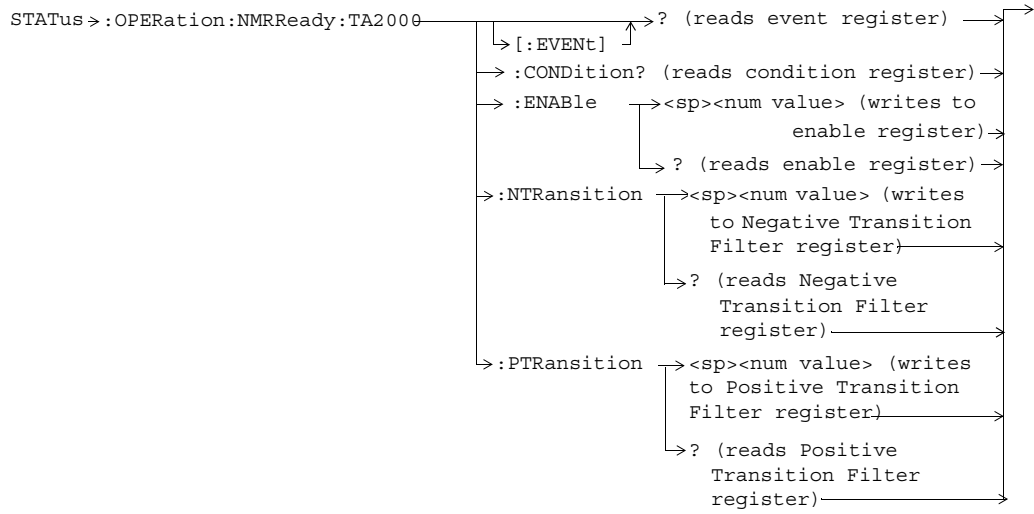 STATus :OPERation:NMRReady:TA2000 ? (reads event register)
[:EVENt]
:CONDition? (reads condition register)
:ENABle <sp><num value> (writes to
enable register)
? (reads enable register)
:NTRansition <sp><num value> (writes
to Negative Transition
Filter register)
? (reads Negative
Transition Filter
register)
:PTRansition <sp><num value> (writes
to Positive Transition
Filter register)
? (reads Positive
Transition Filter
register)